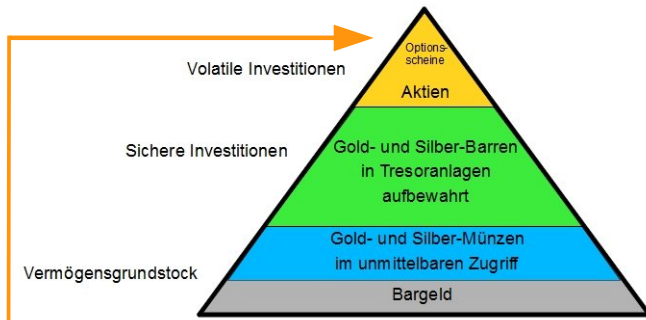 Options-
scheine
Volatile Investitionen
Aktien
Sichere Investitionen
Gold- und Silber-Barren
in Tresoranlagen
aufbewahrt
Gold- und Silber-Münzen
im unmittelbaren Zugriff
Vermögensgrundstock
Bargeld